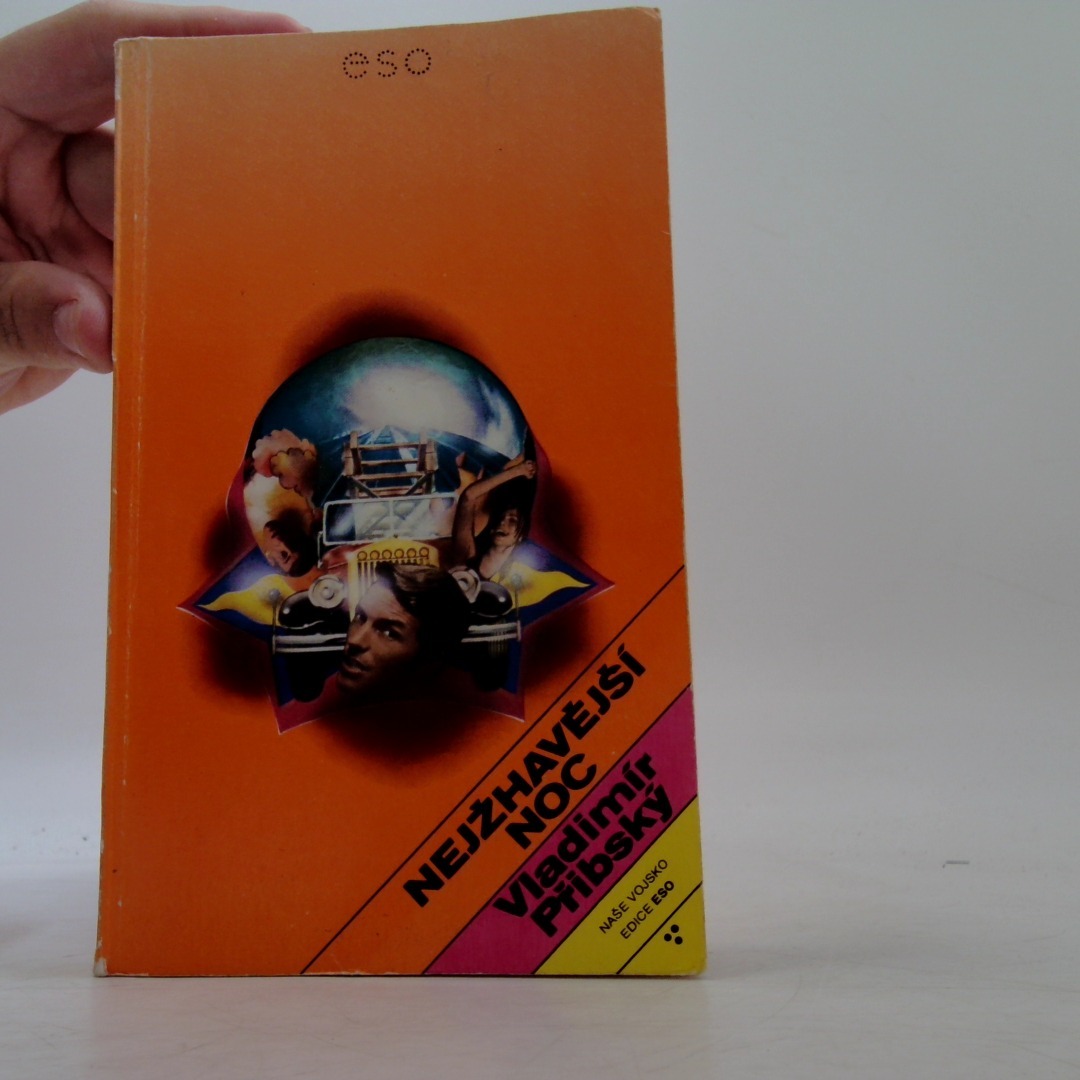 eso
NEJŽHAVĚJŠÍ
NOC
Vladimír
Přibský
NAŠE VOJSKO
EDICE ESO